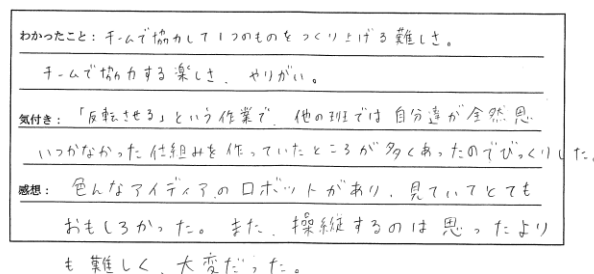 わかったこと：チームで協力して1つのものをつくり上げる難しさ。
チームで協力する楽しさ、やりがい。
気付き：「反転させる」という作業で、他の班では自分達が全然思
いつかなかった仕組みを作っていたところが多くあったのでびっくりした。
感想：色んなアイディアのロボットがあり、見ていてとても
おもしろかった。また、操縦するのは思ったより
も難しく、大変だった。